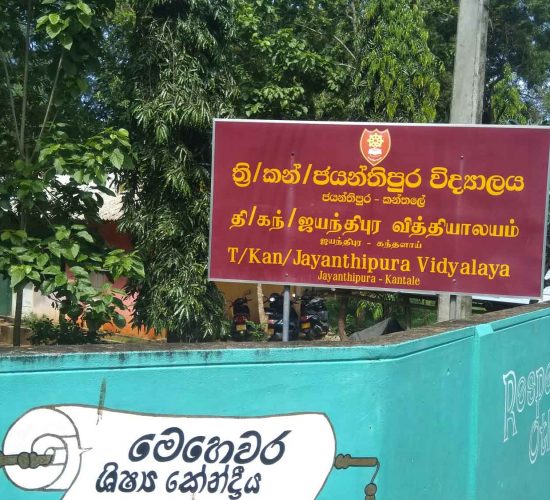 ත්‍රි/කන්/ජයන්තිපුර විද්‍යාලය
ජයන්තිපුර - කන්තලේ
தி/கந்/ஜயந்திபுர வித்தியாலயம்
ஜயந்திபுர - கந்தளாய்
T/Kan/Jayanthipura Vidyalaya
Jayanthipura - Kantale
මෙහෙවර
ශිෂ්‍ය කේන්ද්‍රීය